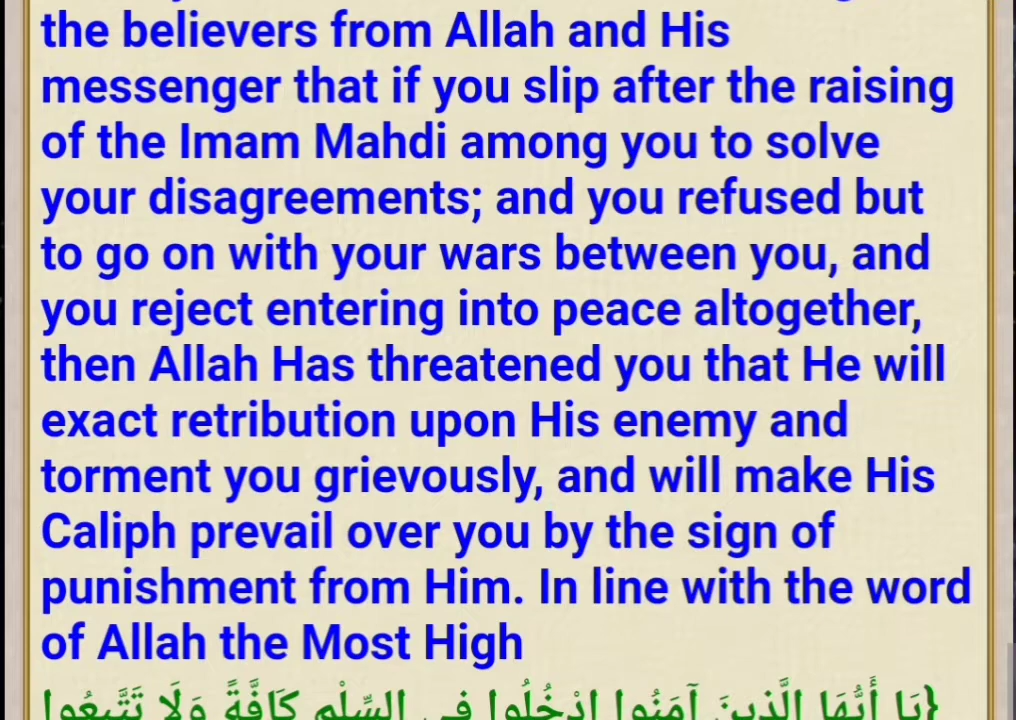 the believers from Allah and His
messenger that if you slip after the raising
of the Imam Mahdi among you to solve
your disagreements; and you refused but
to go on with your wars between you, and
you reject entering into peace altogether,
then Allah Has threatened you that He will
exact retribution upon His enemy and
torment you grievously, and will make His
Caliph prevail over you by the sign of
punishment from Him. In line with the word
of Allah the Most High
{يَا أَيُّهَا الَّذِينَ آمَنُوا ادْخُلُوا فِي السِّلْمِ كَافَّةً وَلَا تَتَّبِعُوا